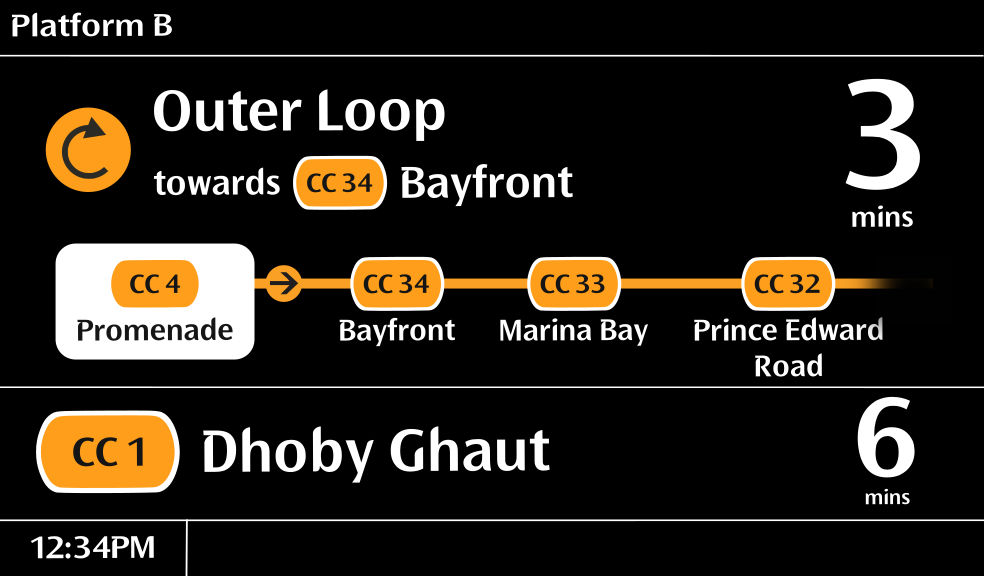 Platform B
Outer Loop
3
towards CC 34 Bayfront
mins
CC 4 CC 34 CC 33 CC 32
Promenade Bayfront Marina Bay Prince Edward
Road
CC 1 Dhoby Ghaut 6
mins
12:34PM